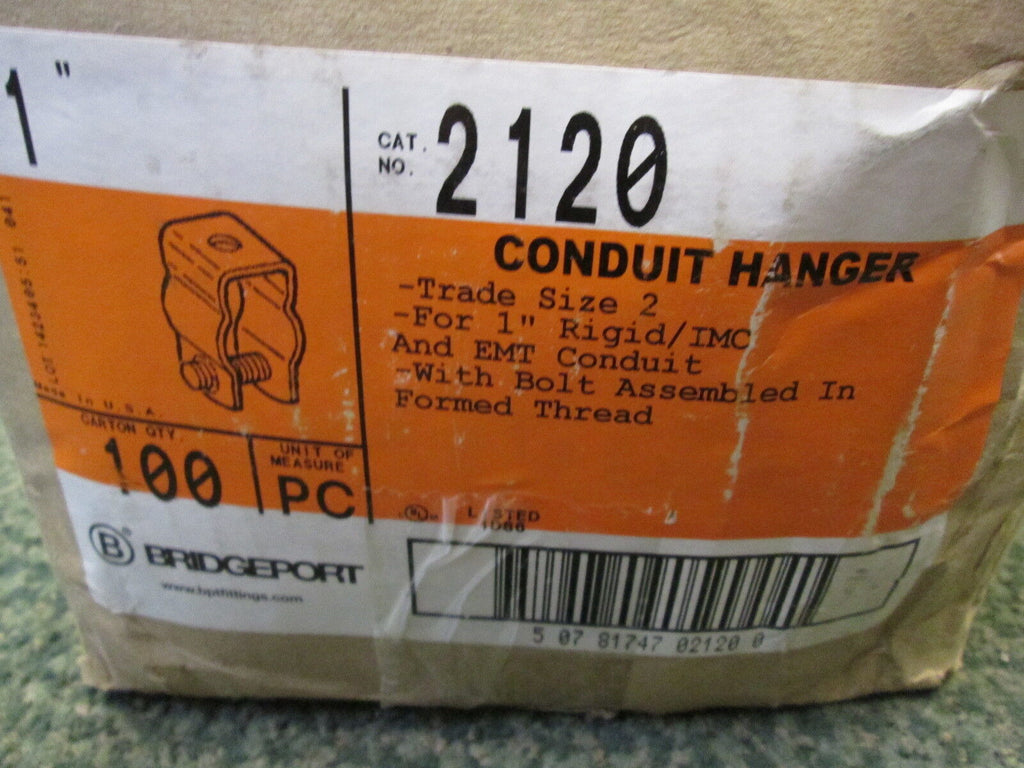 1"
CAT.
NO.
2120
CONDUIT HANGER
-Trade Size 2
-For 1" Rigid/IMC
And EMT Conduit
-With Bolt Assembled In
Formed Thread
Made in U.S.A.
CARTON QTY.
100
UNIT OF
MEASURE
PC
UL LISTED
B BRIDGEPORT
www.bptfittings.com
5 07 81747 02120 0